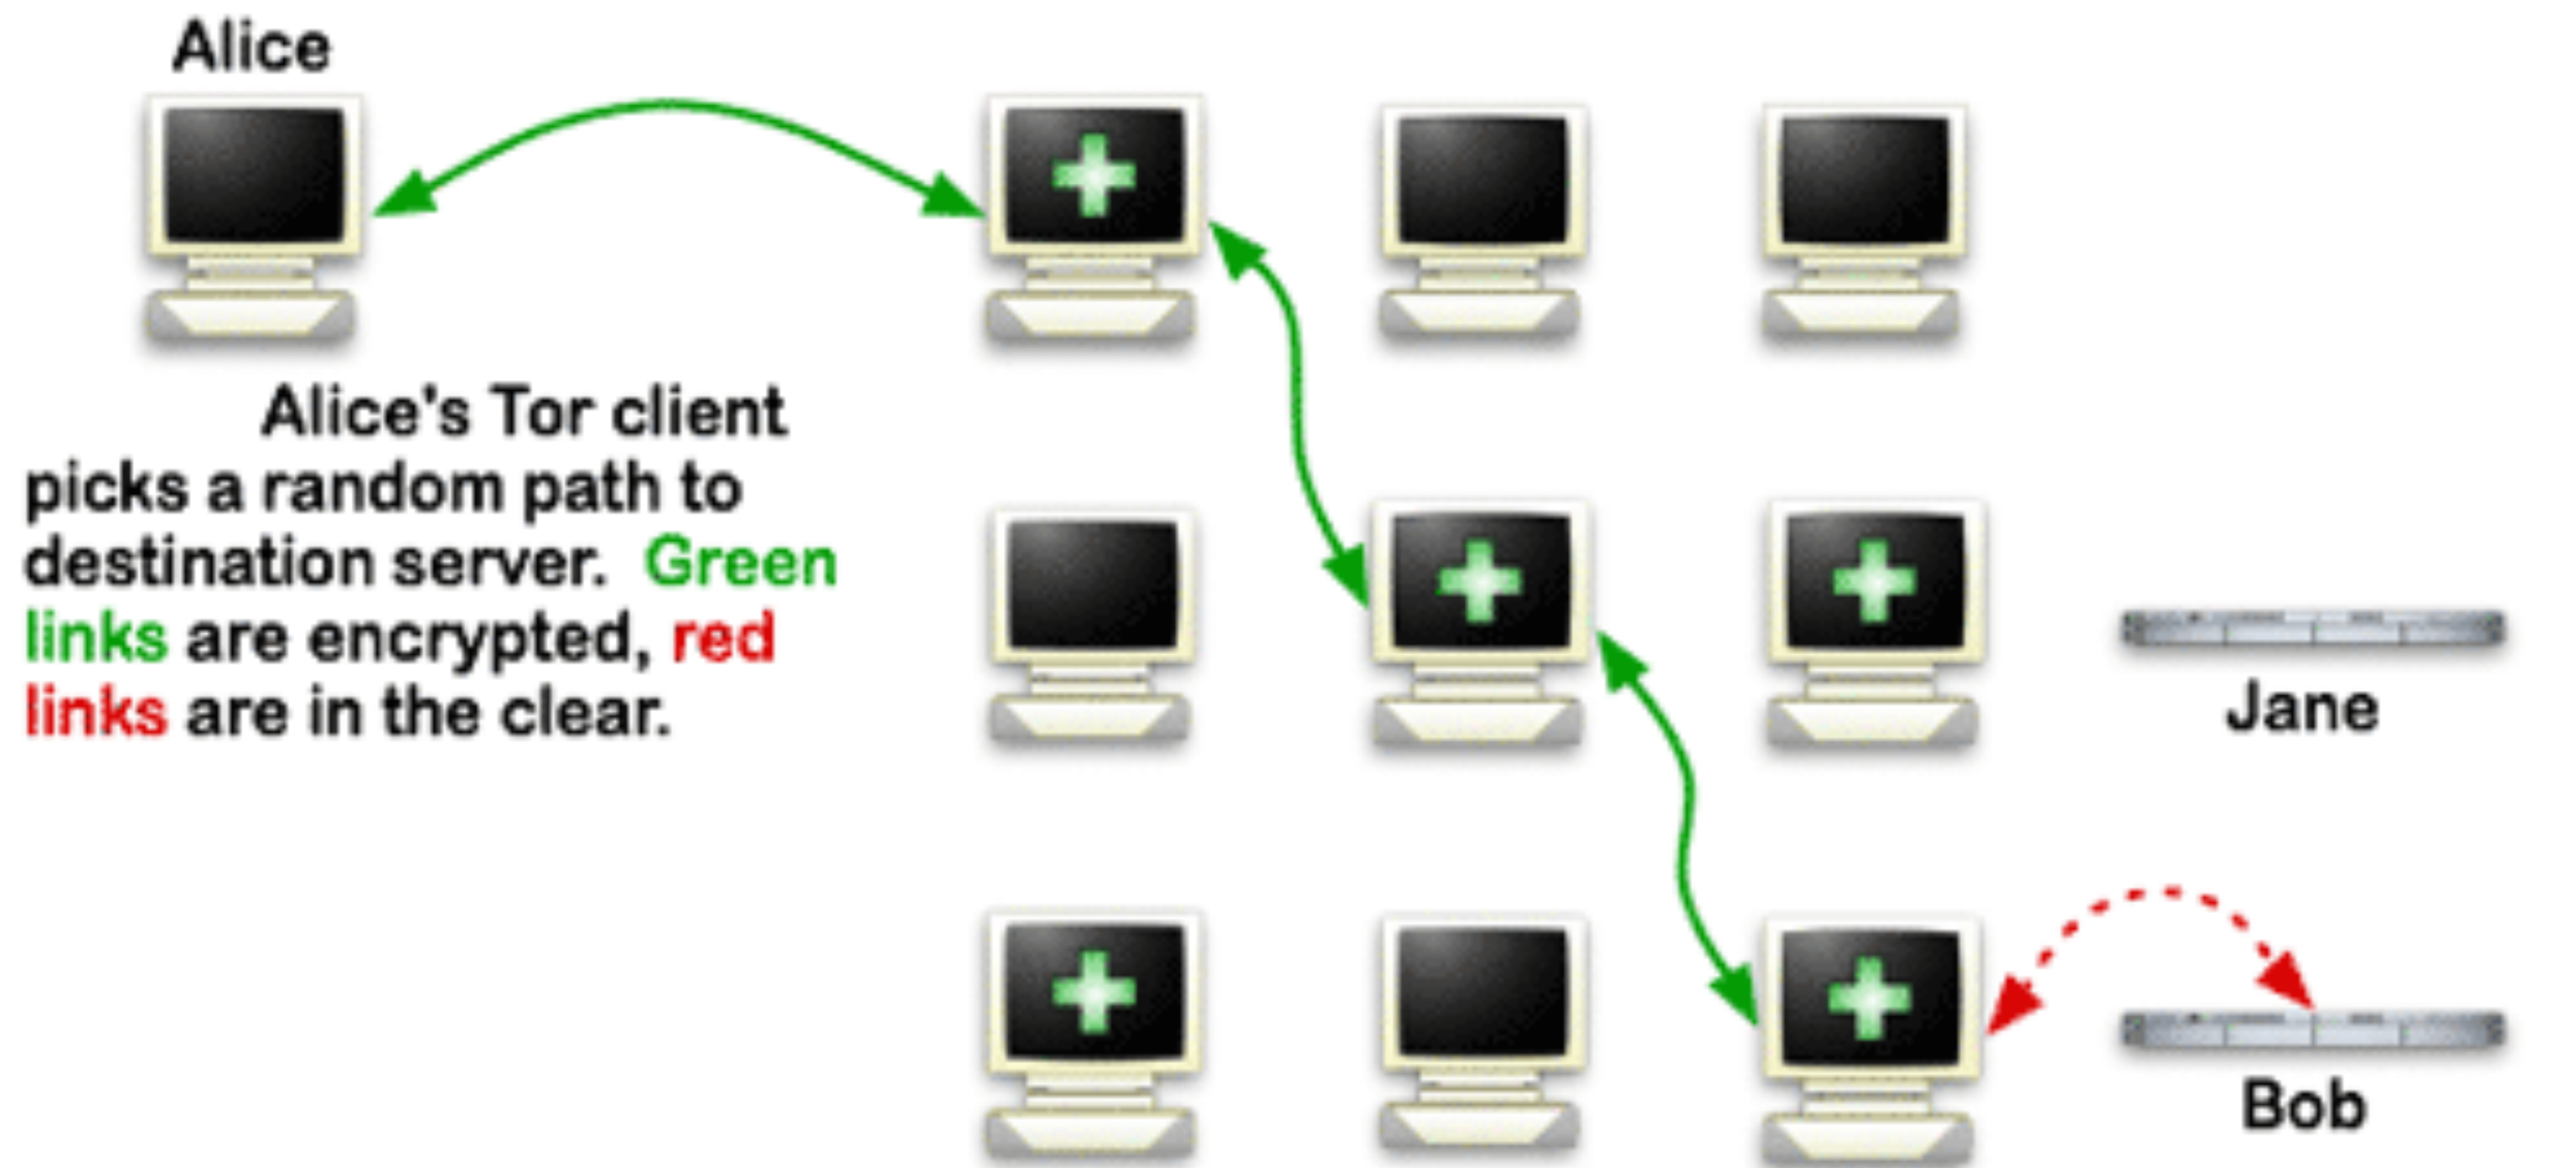 Alice
Alice's Tor client
picks a random path to
destination server. Green
links are encrypted, red
links are in the clear.
Jane
Bob